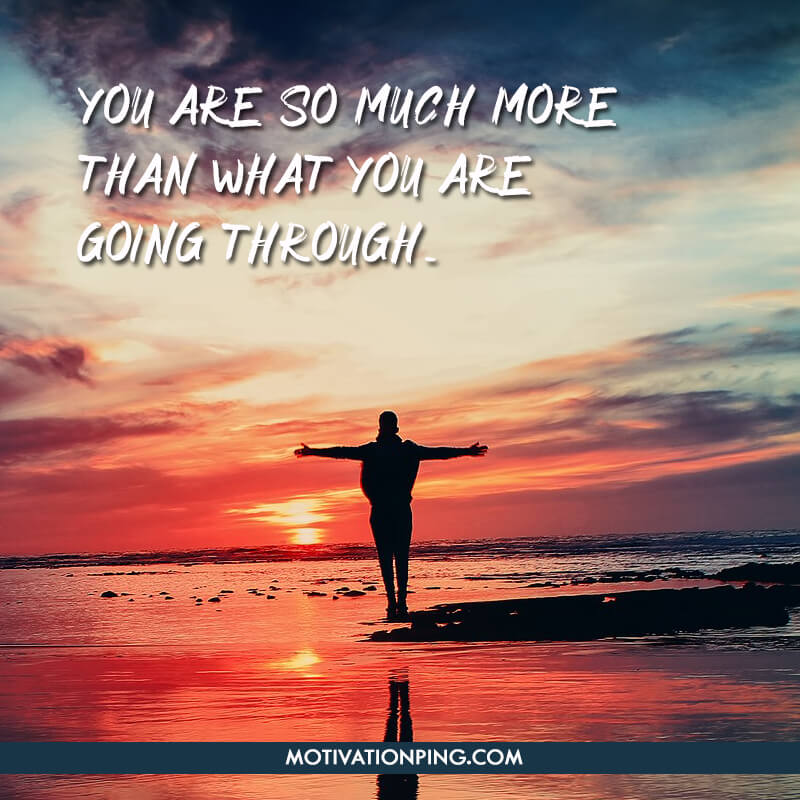 YOU ARE SO MUCH MORE
THAN WHAT YOU ARE
GOING THROUGH.
MOTIVATIONPING.COM